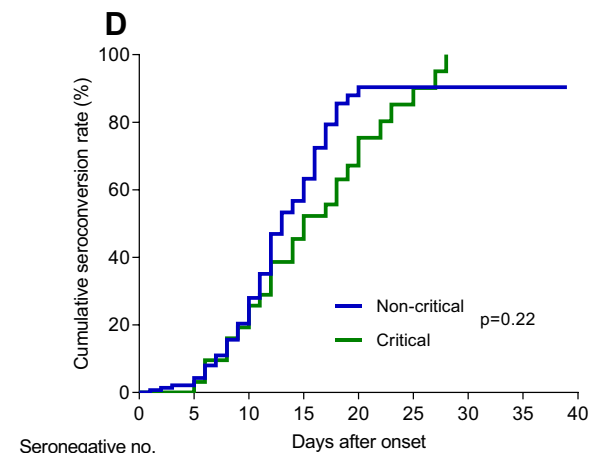 D
Cumulative seroconversion rate (%)
100
80
60
40
20
0
Non-critical
Critical
p=0.22
0 5 10 15 20 25 30 35 40
Days after onset
Seronegative no.